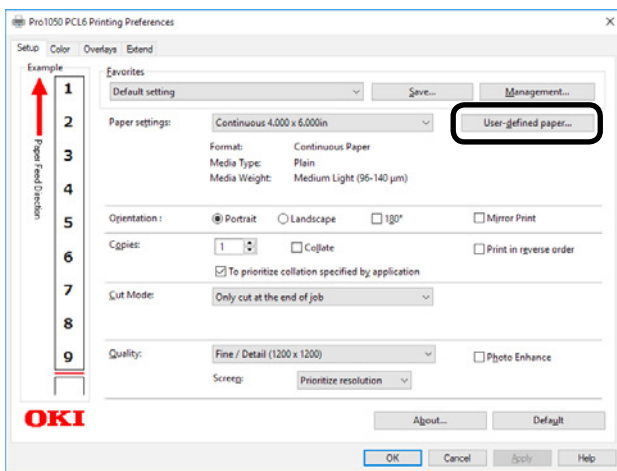 Pro1050 PCL6 Printing Preferences
Setup Color Overlays Extend
Example
1
2
3
4
5
6
7
8
9
Paper Feed Direction
OKI
Favorites
Default setting
Save...
Management...
Paper settings:
Continuous 4.000 x 6.000in
User-defined paper...
Format: Continuous Paper
Media Type: Plain
Media Weight: Medium Light (96-140 μm)
Orientation :
Portrait
Landscape
180°
Mirror Print
Copies:
1
Collate
Print in reverse order
To prioritize collation specified by application
Cut Mode:
Only cut at the end of job
Quality:
Fine / Detail (1200 x 1200)
Photo Enhance
Screen:
Prioritize resolution
About...
Default
OK
Cancel
Apply
Help